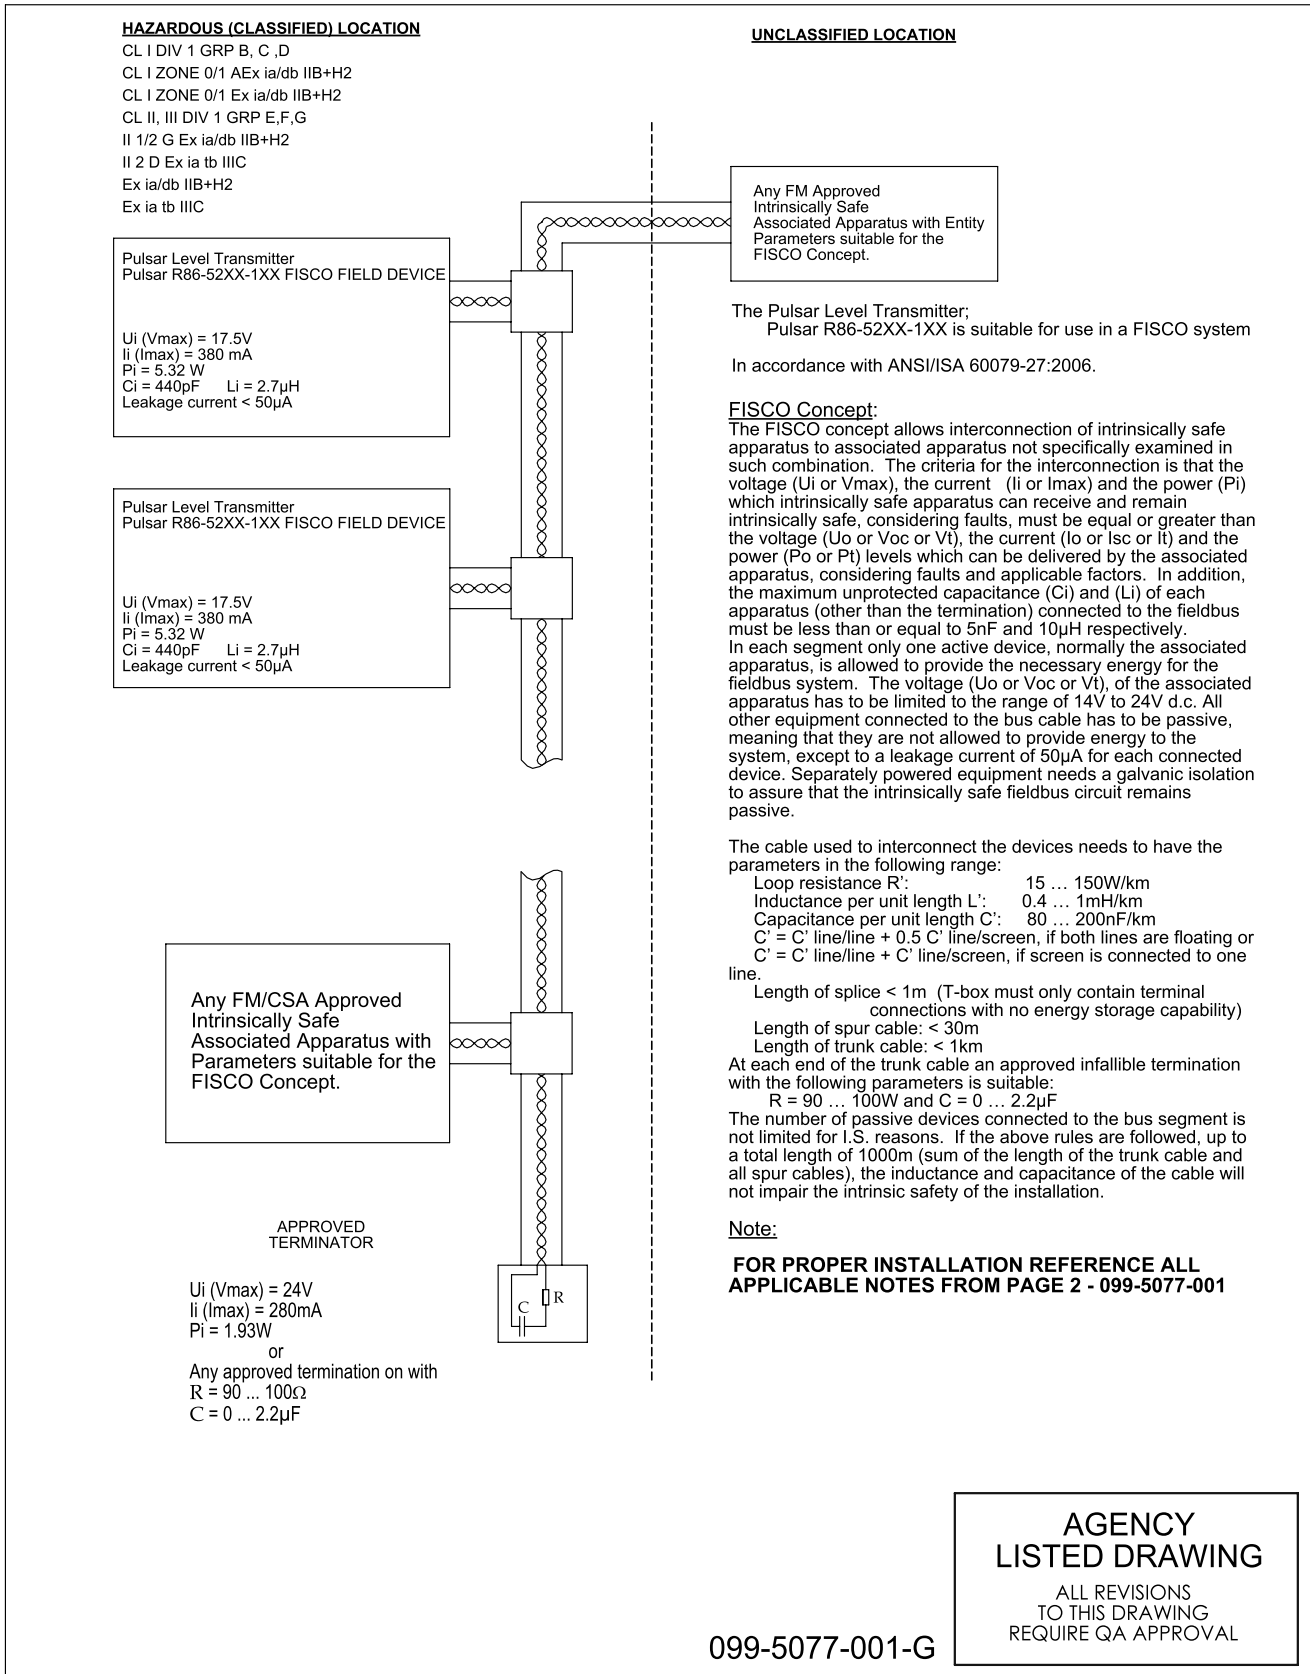 HAZARDOUS (CLASSIFIED) LOCATION
CL I DIV 1 GRP B, C ,D
CL I ZONE 0/1 AEx ia/db IIB+H2
CL I ZONE 0/1 Ex ia/db IIB+H2
CL II, III DIV 1 GRP E,F,G
II 1/2 G Ex ia/db IIB+H2
II 2 D Ex ia tb IIIC
Ex ia/db IIB+H2
Ex ia tb IIIC
Pulsar Level Transmitter
Pulsar R86-52XX-1XX FISCO FIELD DEVICE
Ui (Vmax) = 17.5V
Ii (Imax) = 380 mA
Pi = 5.32 W
Ci = 440pF Li = 2.7µH
Leakage current < 50µA
Pulsar Level Transmitter
Pulsar R86-52XX-1XX FISCO FIELD DEVICE
Ui (Vmax) = 17.5V
Ii (Imax) = 380 mA
Pi = 5.32 W
Ci = 440pF Li = 2.7µH
Leakage current < 50µA
Any FM/CSA Approved
Intrinsically Safe
Associated Apparatus with
Parameters suitable for the
FISCO Concept.
APPROVED
TERMINATOR
Ui (Vmax) = 24V
Ii (Imax) = 280mA
Pi = 1.93W
or
Any approved termination on with
R = 90 ... 100Ω
C = 0 ... 2.2µF
C
R
UNCLASSIFIED LOCATION
Any FM Approved
Intrinsically Safe
Associated Apparatus with Entity
Parameters suitable for the
FISCO Concept.
The Pulsar Level Transmitter;
Pulsar R86-52XX-1XX is suitable for use in a FISCO system
In accordance with ANSI/ISA 60079-27:2006.
FISCO Concept:
The FISCO concept allows interconnection of intrinsically safe
apparatus to associated apparatus not specifically examined in
such combination. The criteria for the interconnection is that the
voltage (Ui or Vmax), the current (Ii or Imax) and the power (Pi)
which intrinsically safe apparatus can receive and remain
intrinsically safe, considering faults, must be equal or greater than
the voltage (Uo or Voc or Vt), the current (Io or Isc or It) and the
power (Po or Pt) levels which can be delivered by the associated
apparatus, considering faults and applicable factors. In addition,
the maximum unprotected capacitance (Ci) and (Li) of each
apparatus (other than the termination) connected to the fieldbus
must be less than or equal to 5nF and 10µH respectively.
In each segment only one active device, normally the associated
apparatus, is allowed to provide the necessary energy for the
fieldbus system. The voltage (Uo or Voc or Vt), of the associated
apparatus has to be limited to the range of 14V to 24V d.c. All
other equipment connected to the bus cable has to be passive,
meaning that they are not allowed to provide energy to the
system, except to a leakage current of 50µA for each connected
device. Separately powered equipment needs a galvanic isolation
to assure that the intrinsically safe fieldbus circuit remains
passive.
The cable used to interconnect the devices needs to have the
parameters in the following range:
Loop resistance R’: 15 … 150W/km
Inductance per unit length L’: 0.4 … 1mH/km
Capacitance per unit length C’: 80 … 200nF/km
C’ = C’ line/line + 0.5 C’ line/screen, if both lines are floating or
C’ = C’ line/line + C’ line/screen, if screen is connected to one
line.
Length of splice < 1m (T-box must only contain terminal
connections with no energy storage capability)
Length of spur cable: < 30m
Length of trunk cable: < 1km
At each end of the trunk cable an approved infallible termination
with the following parameters is suitable:
R = 90 … 100W and C = 0 … 2.2µF
The number of passive devices connected to the bus segment is
not limited for I.S. reasons. If the above rules are followed, up to
a total length of 1000m (sum of the length of the trunk cable and
all spur cables), the inductance and capacitance of the cable will
not impair the intrinsic safety of the installation.
Note:
FOR PROPER INSTALLATION REFERENCE ALL
APPLICABLE NOTES FROM PAGE 2 - 099-5077-001
099-5077-001-G
AGENCY
LISTED DRAWING
ALL REVISIONS
TO THIS DRAWING
REQUIRE QA APPROVAL